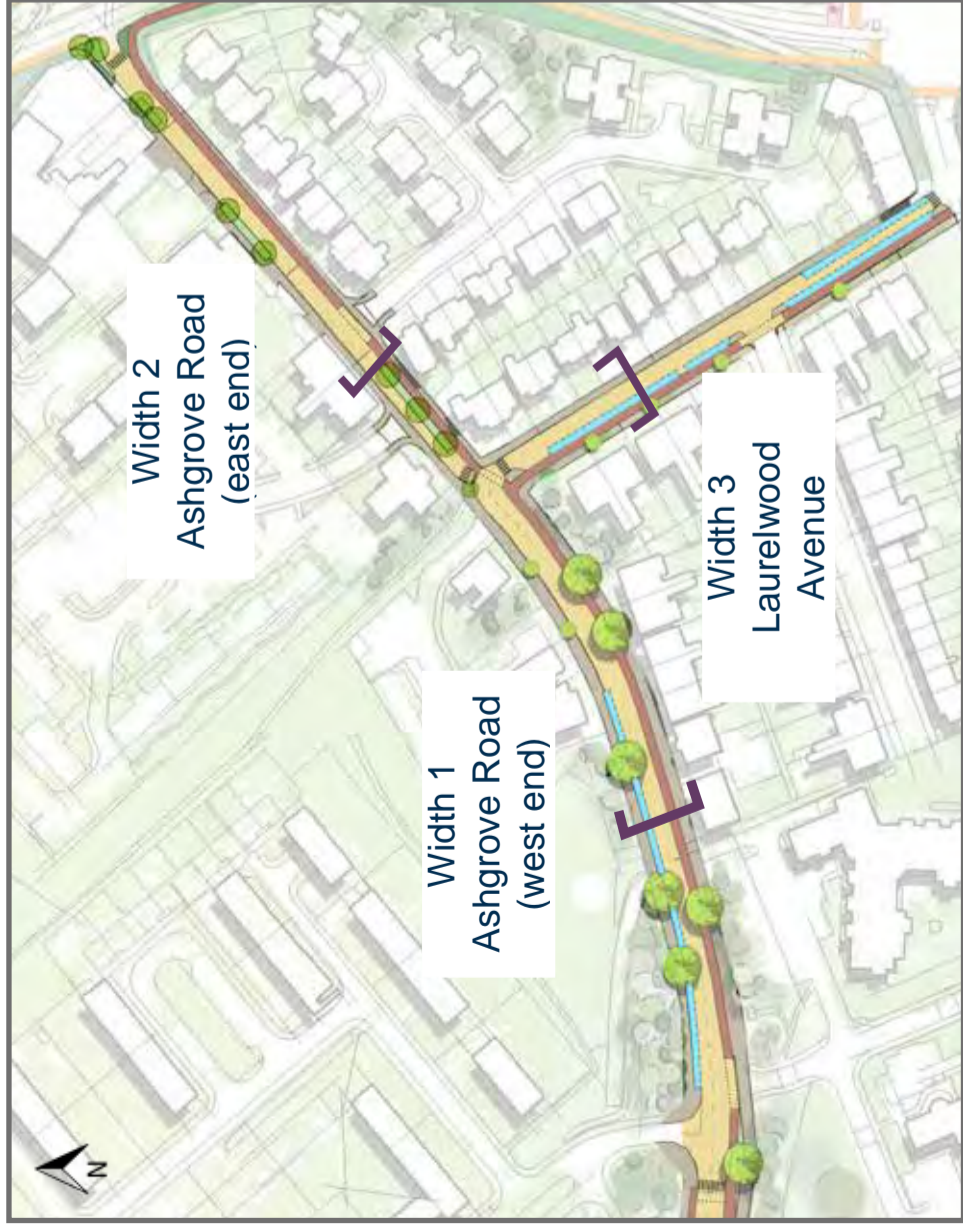 Width 2
Ashgrove Road
(east end)
Width 1
Ashgrove Road
(west end)
Width 3
Laurelwood
Avenue
N